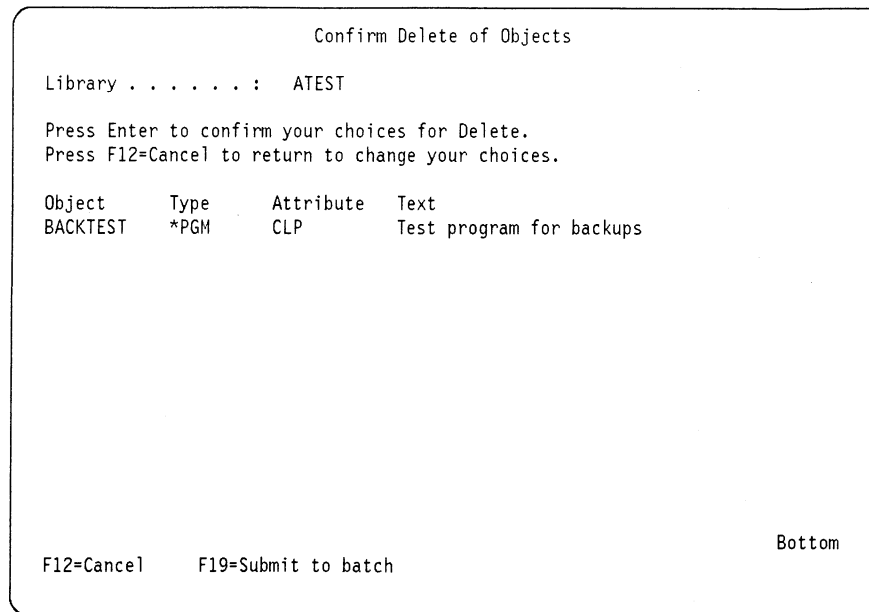 Confirm Delete of Objects
Library . . . . . . :   ATEST
Press Enter to confirm your choices for Delete.
Press F12=Cancel to return to change your choices.
Object     Type     Attribute   Text
BACKTEST   *PGM     CLP         Test program for backups
Bottom
F12=Cancel     F19=Submit to batch